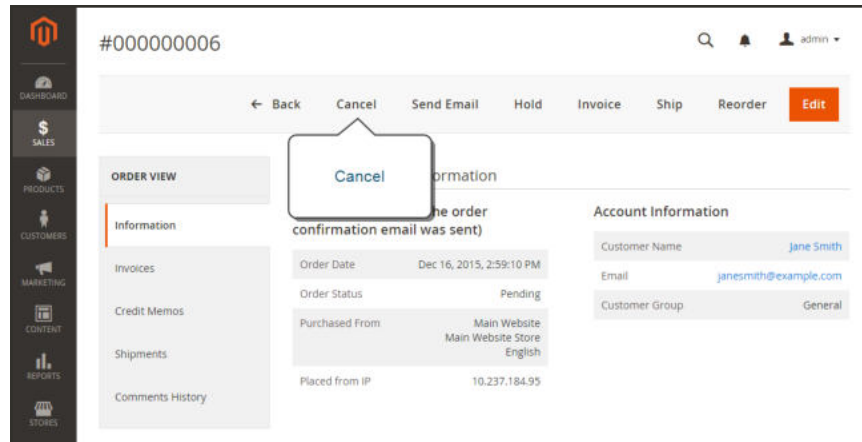 #000000006
admin
DASHBOARD
SALES
PRODUCTS
CUSTOMERS
MARKETING
CONTENT
REPORTS
STORES
← Back Cancel Send Email Hold Invoice Ship Reorder Edit
Cancel
ORDER VIEW
Information
Invoices
Credit Memos
Shipments
Comments History
ormation
he order
confirmation email was sent)
Order Date Dec 16, 2015, 2:59:10 PM
Order Status Pending
Purchased From Main Website
Main Website Store
English
Placed from IP 10.237.184.95
Account Information
Customer Name Jane Smith
Email janesmith@example.com
Customer Group General